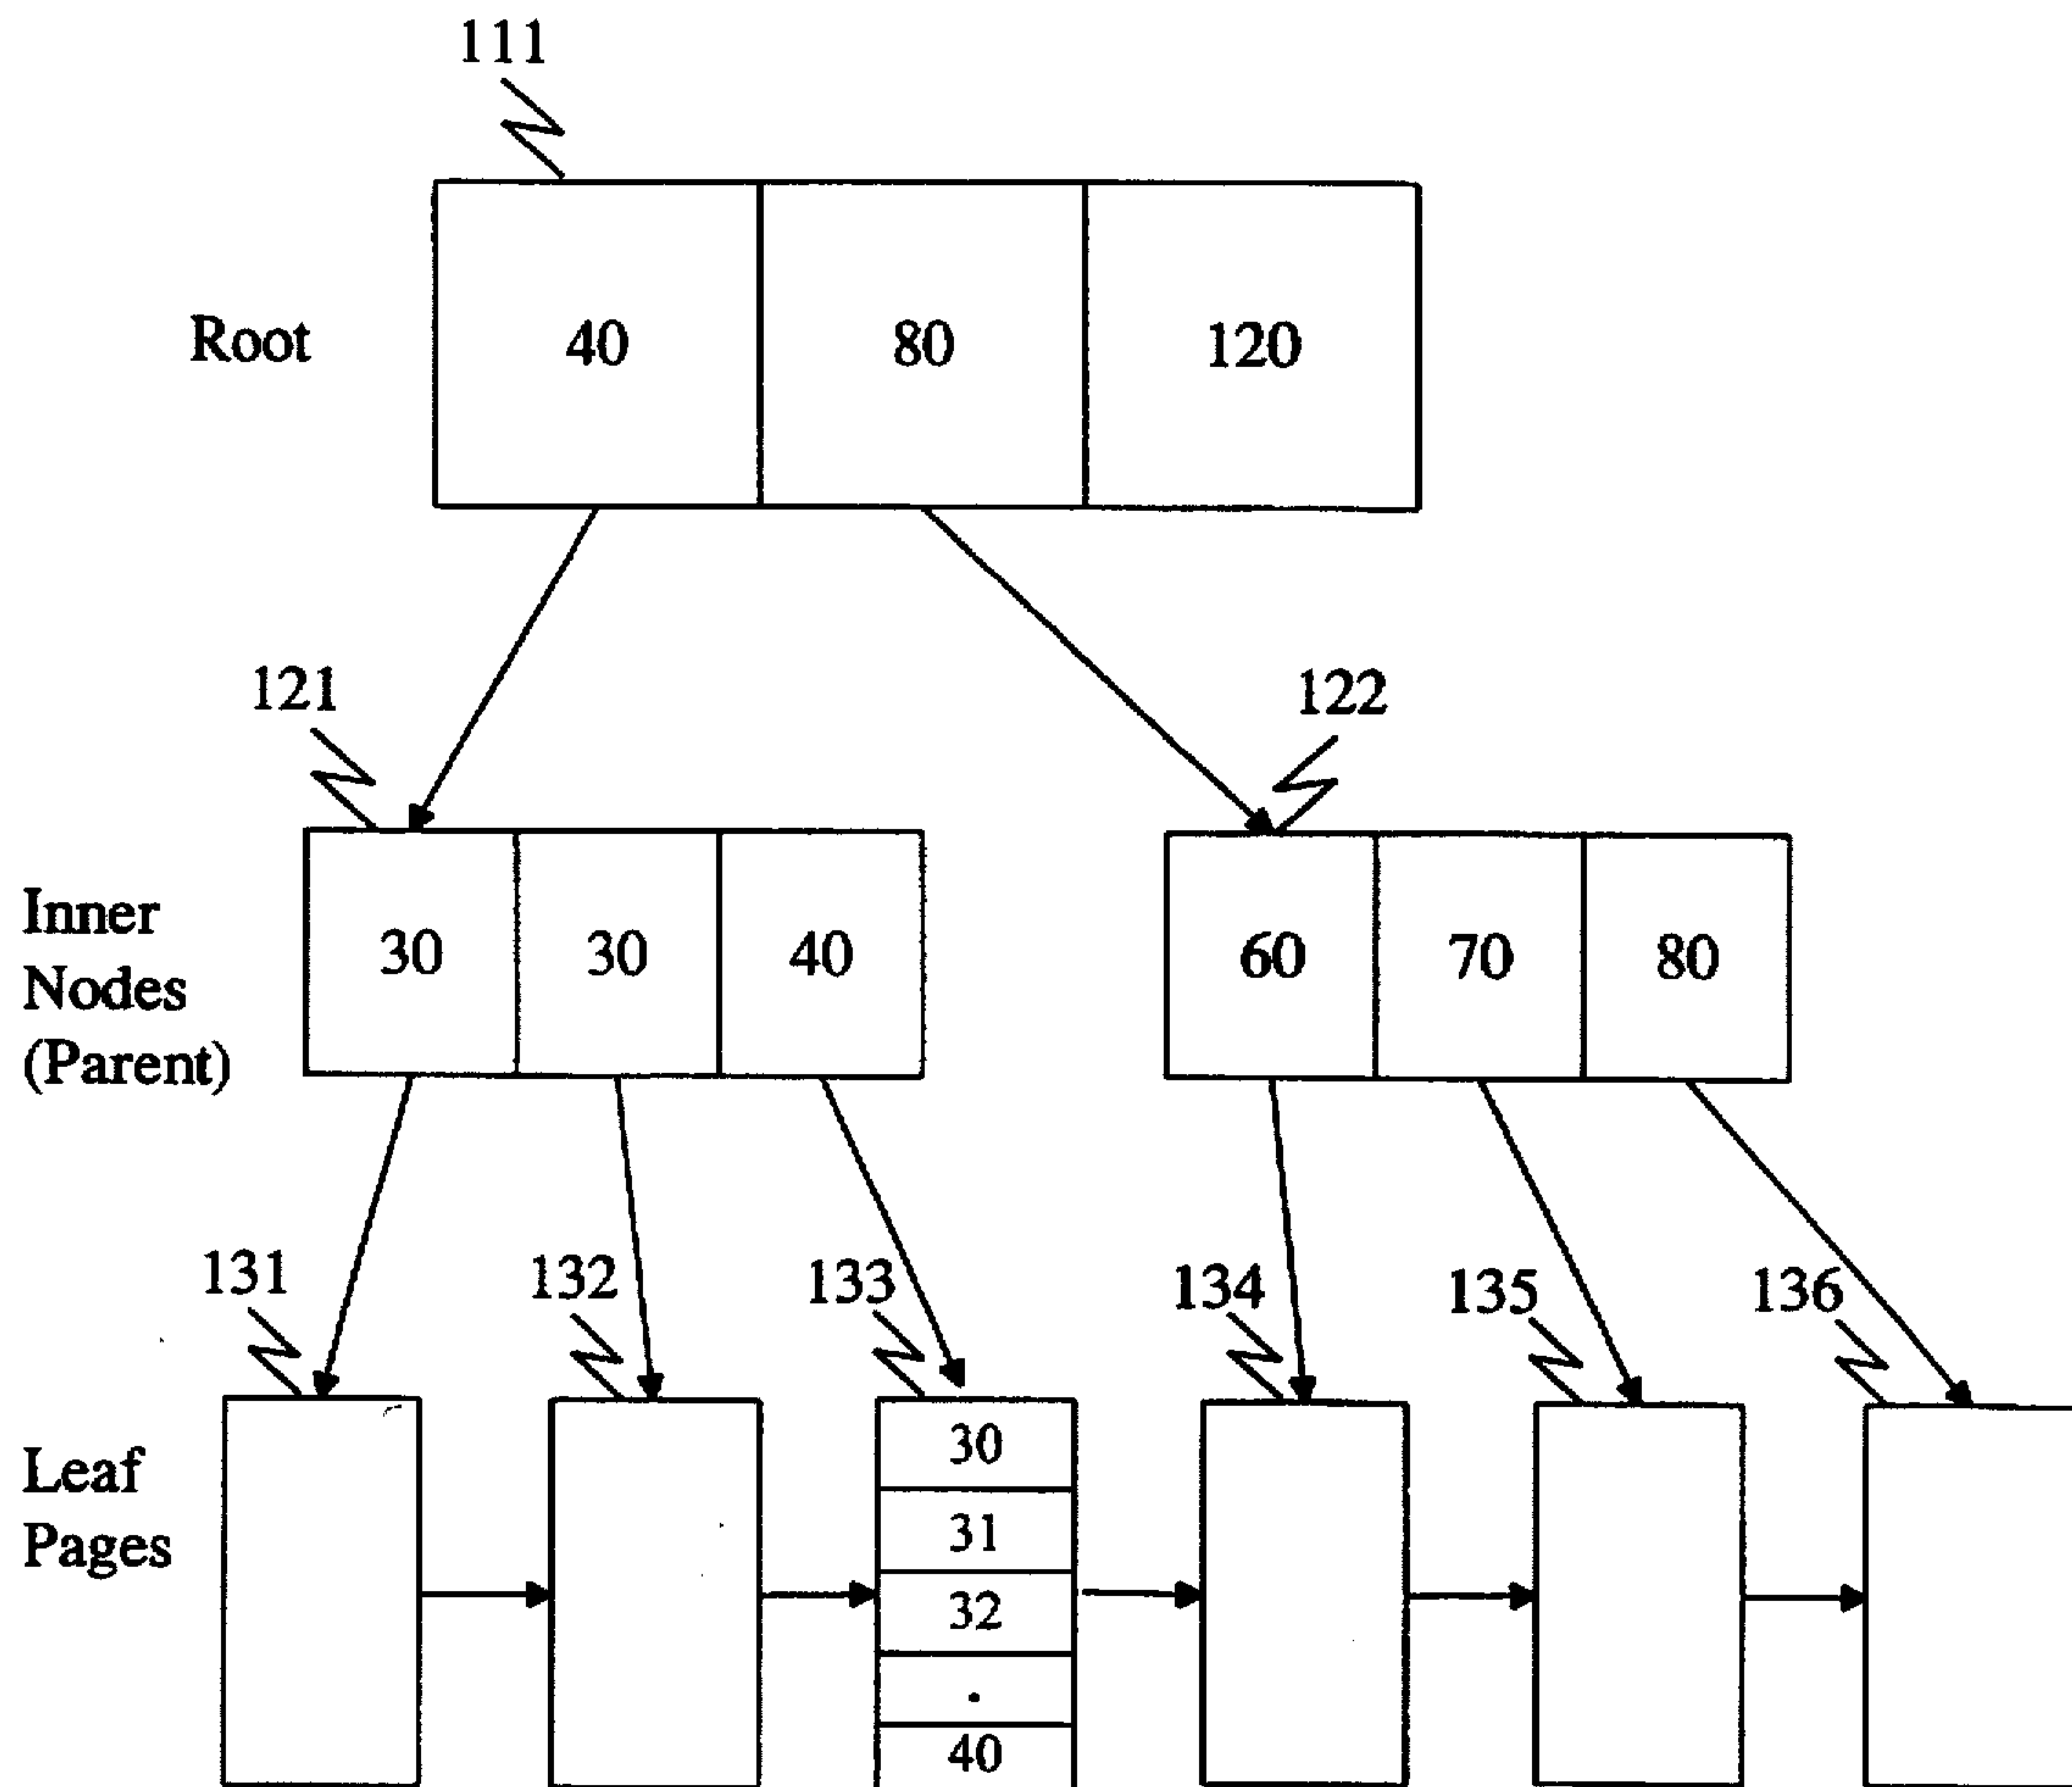 111
Root
40 80 120
121
122
Inner
Nodes
(Parent)
30 30 40
60 70 80
131 132 133 134 135 136
Leaf
Pages
30
31
32
.
40